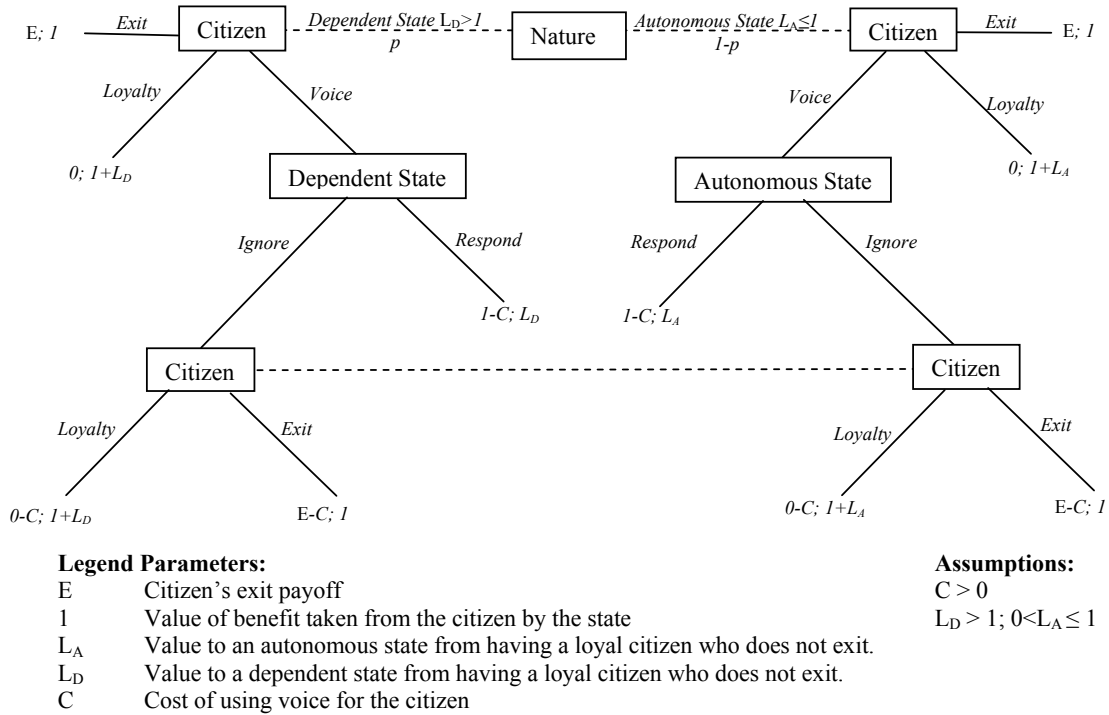 Dependent State L_D>1
Autonomous State L_A≤1
E; 1 Exit Citizen p Nature 1-p Citizen Exit E; 1
Loyalty Voice Voice Loyalty
0; 1+L_D Dependent State Autonomous State 0; 1+L_A
Ignore Respond Respond Ignore
1-C; L_D 1-C; L_A
Citizen Citizen
Loyalty Exit Loyalty Exit
0-C; 1+L_D E-C; 1 0-C; 1+L_A E-C; 1
Legend Parameters: Assumptions:
E Citizen’s exit payoff C > 0
1 Value of benefit taken from the citizen by the state L_D > 1; 0<L_A ≤ 1
L_A Value to an autonomous state from having a loyal citizen who does not exit.
L_D Value to a dependent state from having a loyal citizen who does not exit.
C Cost of using voice for the citizen